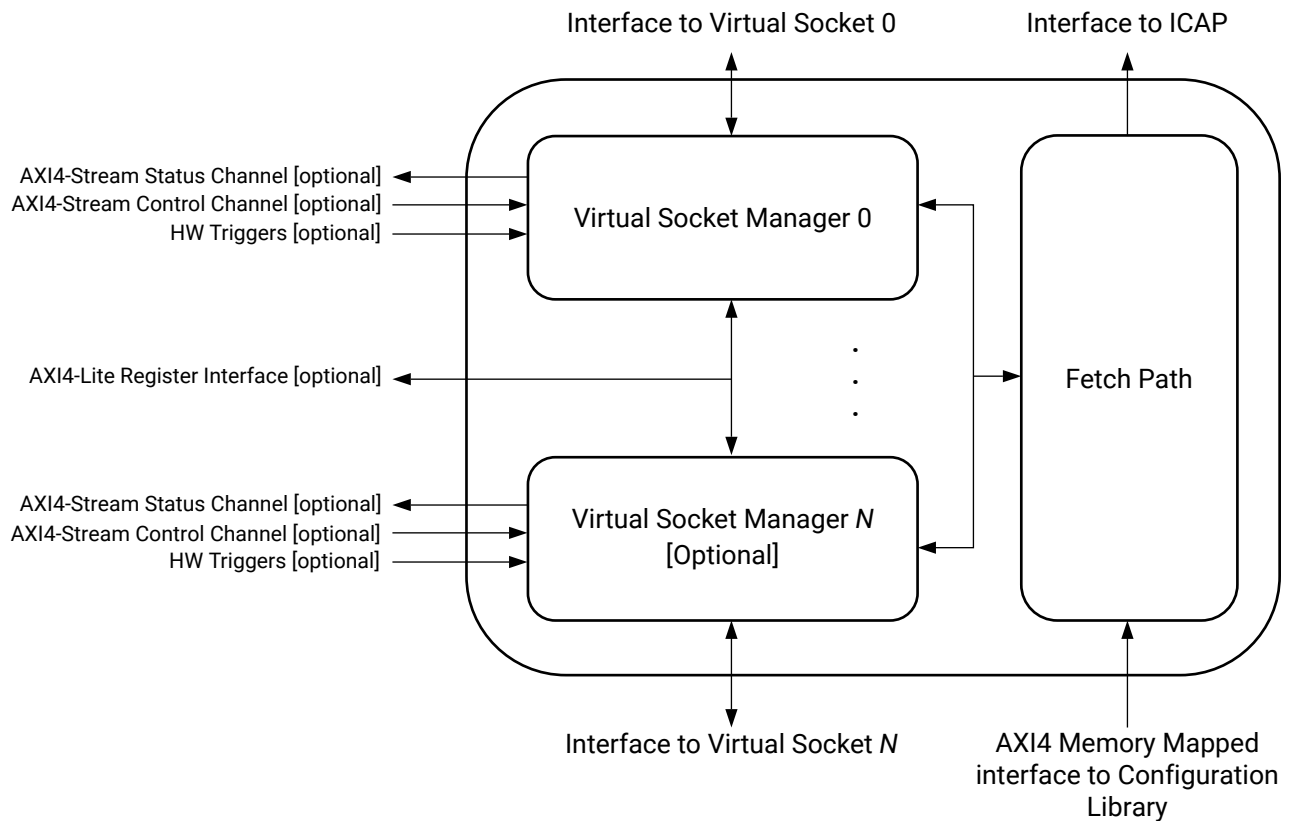 Interface to Virtual Socket 0
Interface to ICAP
AXI4-Stream Status Channel [optional]
AXI4-Stream Control Channel [optional]
HW Triggers [optional]
Virtual Socket Manager 0
AXI4-Lite Register Interface [optional]
Fetch Path
AXI4-Stream Status Channel [optional]
AXI4-Stream Control Channel [optional]
HW Triggers [optional]
Virtual Socket Manager N
[Optional]
Interface to Virtual Socket N
AXI4 Memory Mapped
interface to Configuration
Library